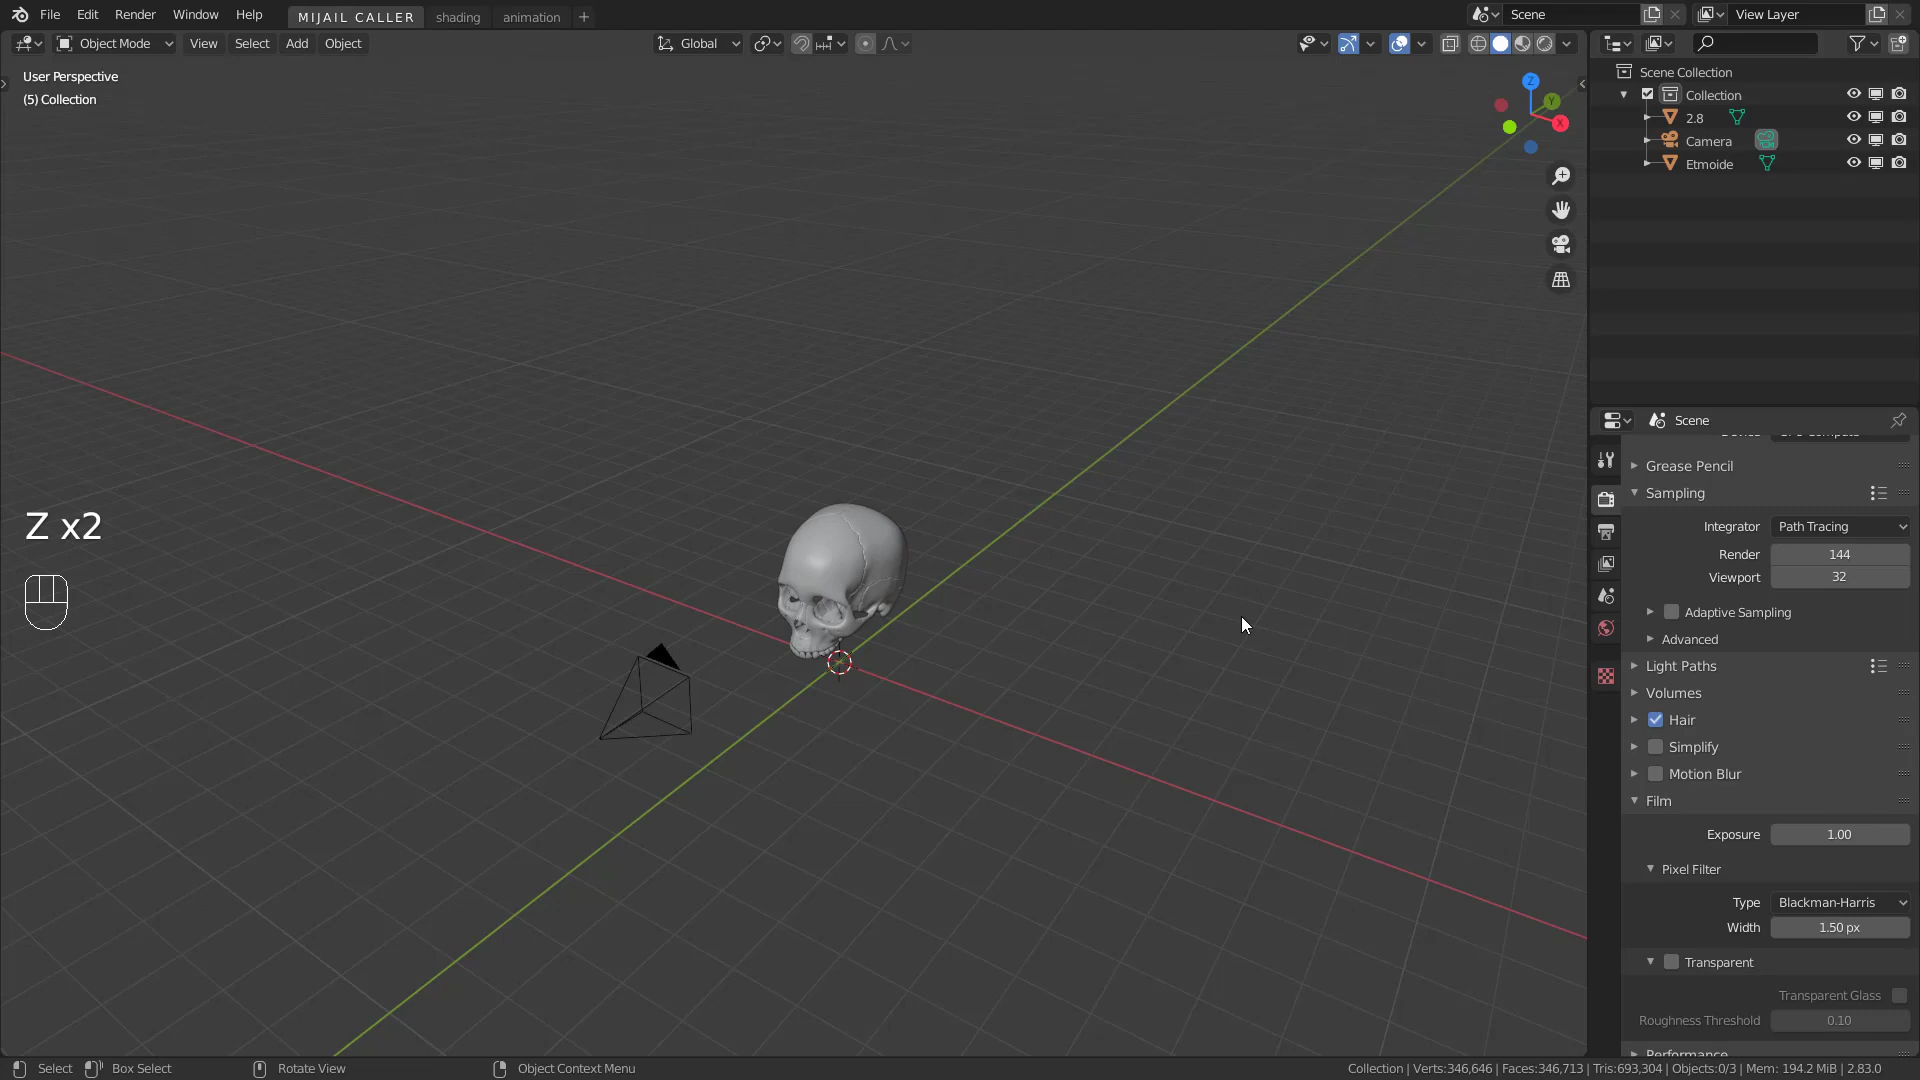 File Edit Render Window Help MIJAIL CALLER shading animation + Scene View Layer
Object Mode View Select Add Object Global
User Perspective
(5) Collection
Z
Y
X
Scene Collection
Collection
2.8
Camera
Etmoide
Z x2
Scene
Grease Pencil
Sampling
Integrator Path Tracing
Render 144
Viewport 32
Adaptive Sampling
Advanced
Light Paths
Volumes
Hair
Simplify
Motion Blur
Film
Exposure 1.00
Pixel Filter
Type Blackman-Harris
Width 1.50 px
Transparent
Transparent Glass
Roughness Threshold 0.10
Performance
Select Box Select Rotate View Object Context Menu Collection | Verts:346,646 | Faces:346,713 | Tris:693,304 | Objects:0/3 | Mem: 194.2 MiB | 2.83.0